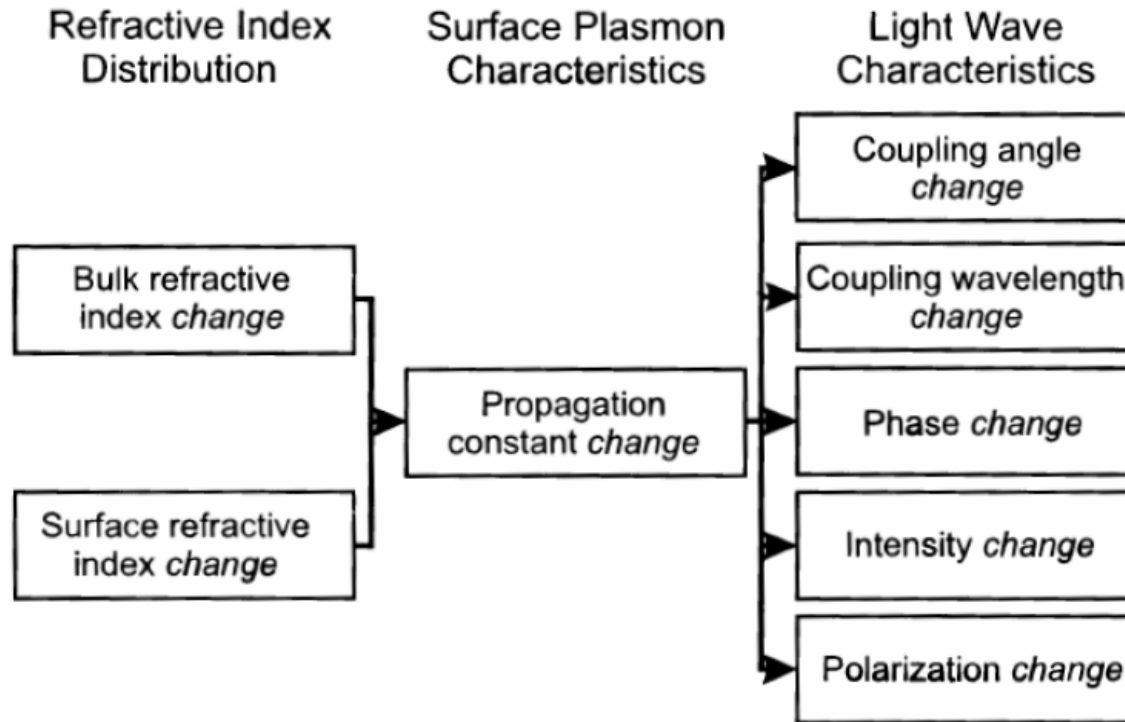 Refractive Index
Distribution
Surface Plasmon
Characteristics
Light Wave
Characteristics
Bulk refractive
index change
Surface refractive
index change
Propagation
constant change
Coupling angle
change
Coupling wavelength
change
Phase change
Intensity change
Polarization change